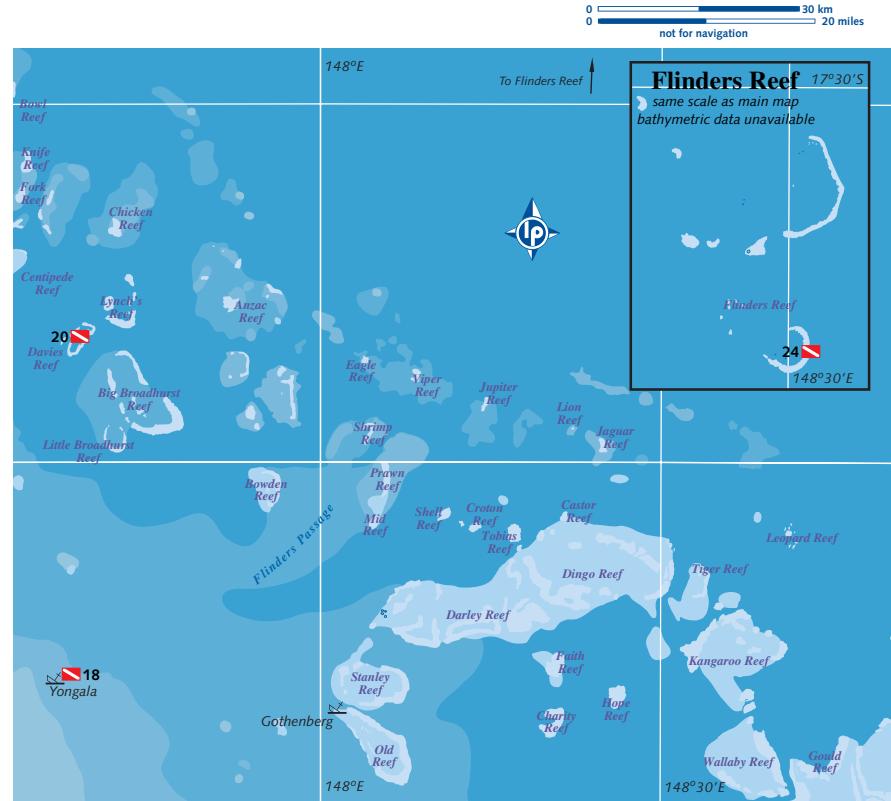 0 30 km
0 20 miles
not for navigation
148°E
To Flinders Reef
Flinders Reef
17°30'S
same scale as main map
bathymetric data unavailable
Bowl
Reef
Knife
Reef
Fork
Reef
Chicken
Reef
lp
Centipede
Reef
Lynch's
Reef
Anzac
Reef
Flinders Reef
20
Davies
Reef
24
148°30'E
Eagle
Reef
Viper
Reef
Jupiter
Reef
Big Broadhurst
Reef
Lion
Reef
Shrimp
Reef
Jaguar
Reef
Little Broadhurst
Reef
Bowden
Reef
Prawn
Reef
Mid
Reef
Shell
Reef
Croton
Reef
Tobias
Reef
Castor
Reef
Leopard Reef
Flinders Passage
Dingo Reef
Tiger Reef
Darley Reef
Faith
Reef
Kangaroo Reef
18
Yongala
Stanley
Reef
Hope
Reef
Gothenberg
Charity
Reef
Old
Reef
Wallaby Reef
Gould
Reef
148°E
148°30'E